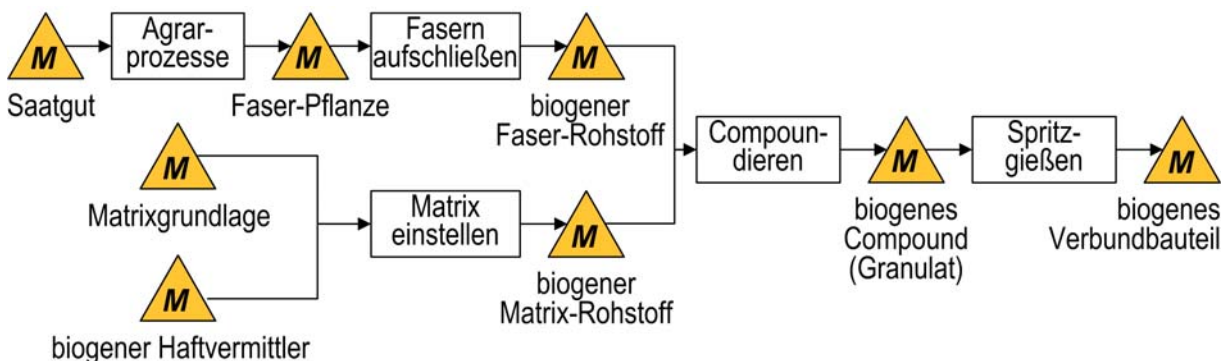 M
Agrar-
prozesse
M
Fasern
aufschließen
M
Saatgut
Faser-Pflanze
biogener
Faser-Rohstoff
M
Matrixgrundlage
M
biogener Haftvermittler
Matrix
einstellen
M
biogener
Matrix-Rohstoff
Compoun-
dieren
M
biogenes
Compound
(Granulat)
Spritz-
gießen
M
biogenes
Verbundbauteil